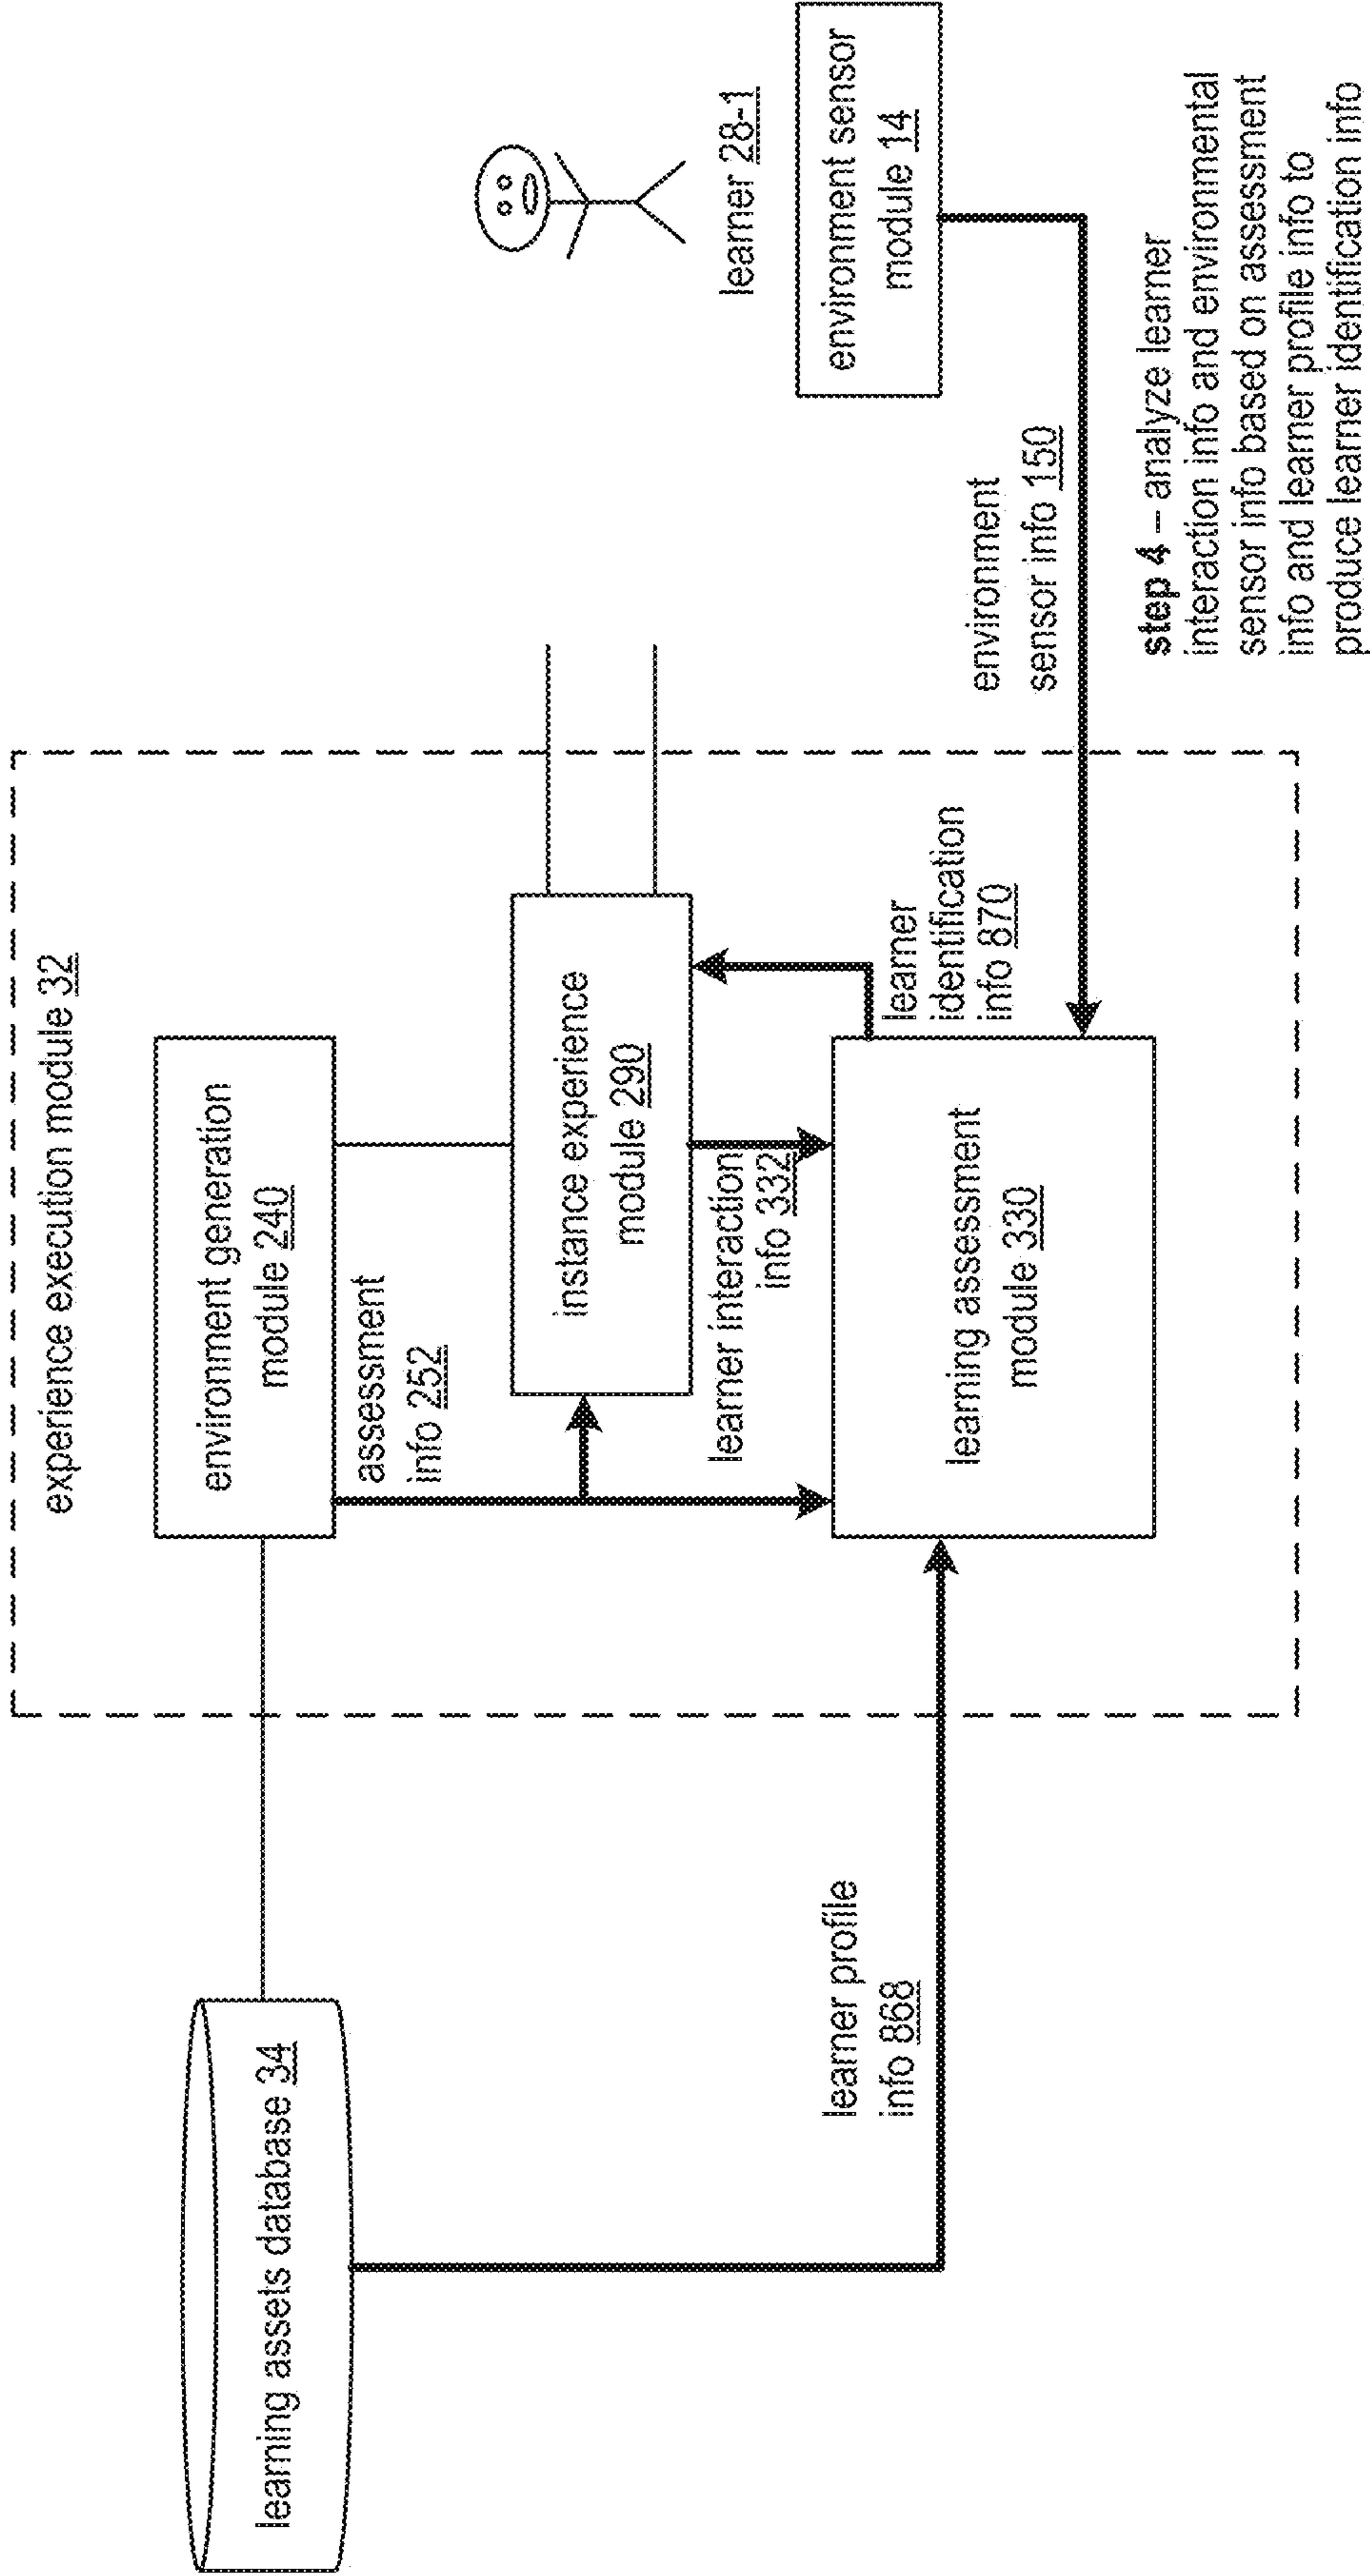 experience execution module 32
learning assets database 34
environment generation
module 240
assessment
info 252
instance experience
module 290
learner 28-1
learner interaction
info 332
learner
identification
info 870
environment sensor
module 14
learner profile
info 868
learning assessment
module 330
environment
sensor info 150
step 4 – analyze learner
interaction info and environmental
sensor info based on assessment
info and learner profile info to
produce learner identification info